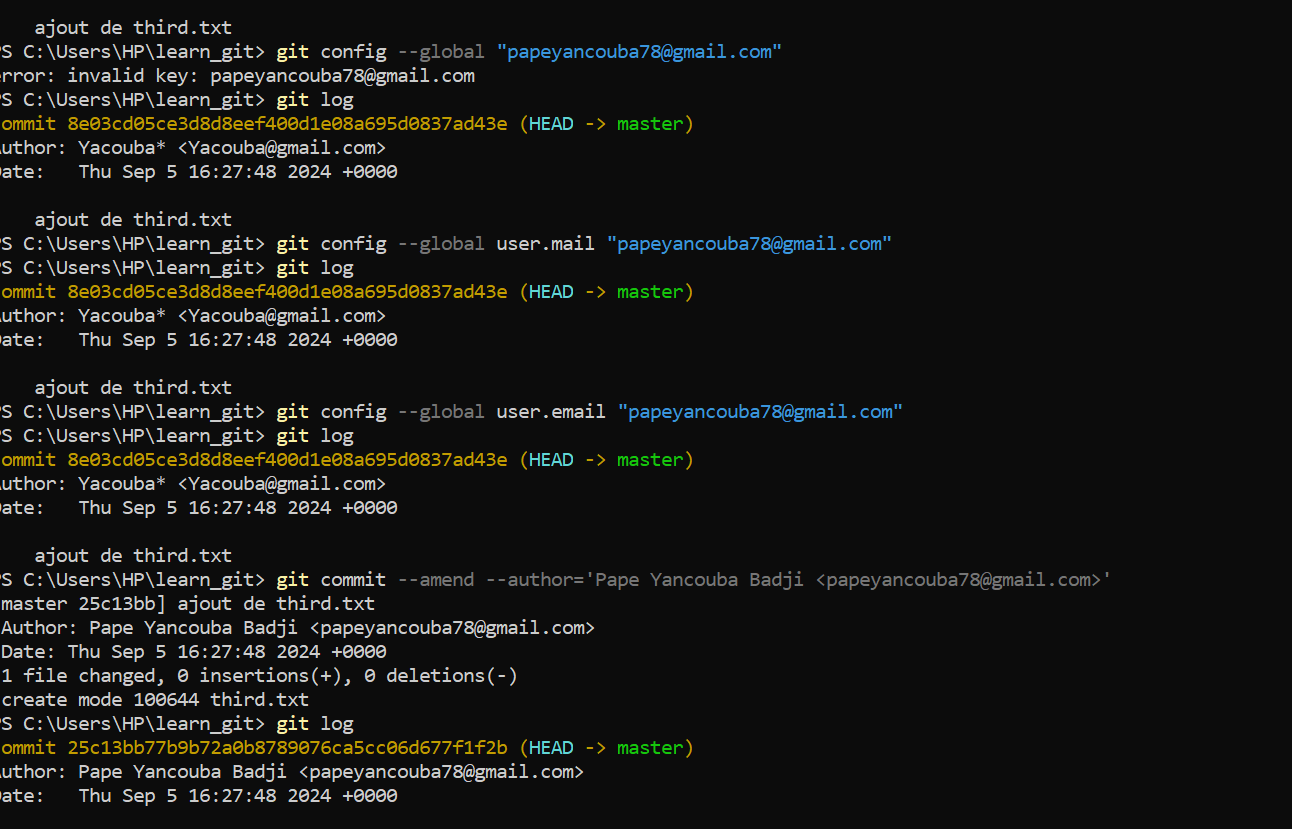 ajout de third.txt
S C:\Users\HP\learn_git> git config --global "papeyancouba78@gmail.com"
rror: invalid key: papeyancouba78@gmail.com
S C:\Users\HP\learn_git> git log
ommit 8e03cd05ce3d8d8eef400d1e08a695d0837ad43e (HEAD -> master)
uthor: Yacouba* <Yacouba@gmail.com>
ate:   Thu Sep 5 16:27:48 2024 +0000
ajout de third.txt
S C:\Users\HP\learn_git> git config --global user.mail "papeyancouba78@gmail.com"
S C:\Users\HP\learn_git> git log
ommit 8e03cd05ce3d8d8eef400d1e08a695d0837ad43e (HEAD -> master)
uthor: Yacouba* <Yacouba@gmail.com>
ate:   Thu Sep 5 16:27:48 2024 +0000
ajout de third.txt
S C:\Users\HP\learn_git> git config --global user.email "papeyancouba78@gmail.com"
S C:\Users\HP\learn_git> git log
ommit 8e03cd05ce3d8d8eef400d1e08a695d0837ad43e (HEAD -> master)
uthor: Yacouba* <Yacouba@gmail.com>
ate:   Thu Sep 5 16:27:48 2024 +0000
ajout de third.txt
S C:\Users\HP\learn_git> git commit --amend --author='Pape Yancouba Badji <papeyancouba78@gmail.com>'
master 25c13bb] ajout de third.txt
Author: Pape Yancouba Badji <papeyancouba78@gmail.com>
Date: Thu Sep 5 16:27:48 2024 +0000
1 file changed, 0 insertions(+), 0 deletions(-)
create mode 100644 third.txt
S C:\Users\HP\learn_git> git log
ommit 25c13bb77b9b72a0b8789076ca5cc06d677f1f2b (HEAD -> master)
uthor: Pape Yancouba Badji <papeyancouba78@gmail.com>
ate:   Thu Sep 5 16:27:48 2024 +0000